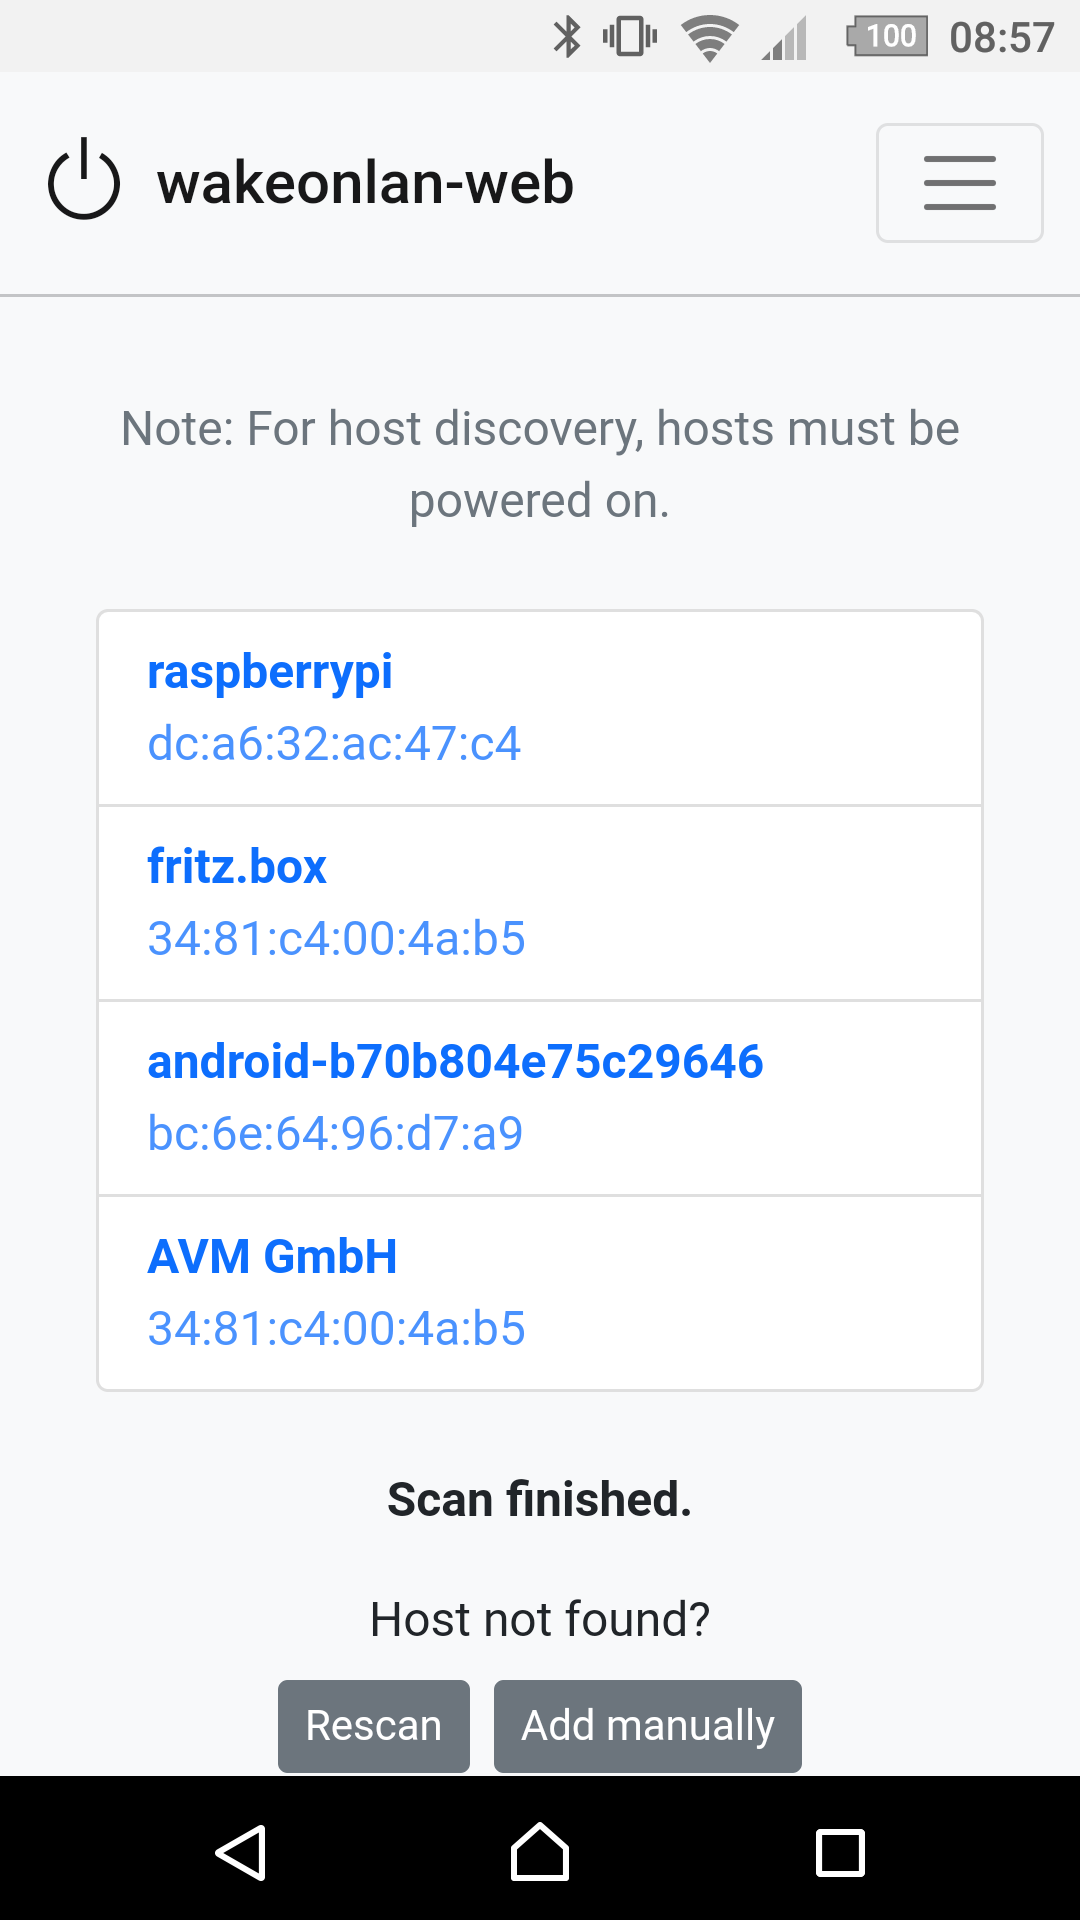 100 08:57
wakeonlan-web
Note: For host discovery, hosts must be
powered on.
raspberrypi
dc:a6:32:ac:47:c4
fritz.box
34:81:c4:00:4a:b5
android-b70b804e75c29646
bc:6e:64:96:d7:a9
AVM GmbH
34:81:c4:00:4a:b5
Scan finished.
Host not found?
Rescan Add manually